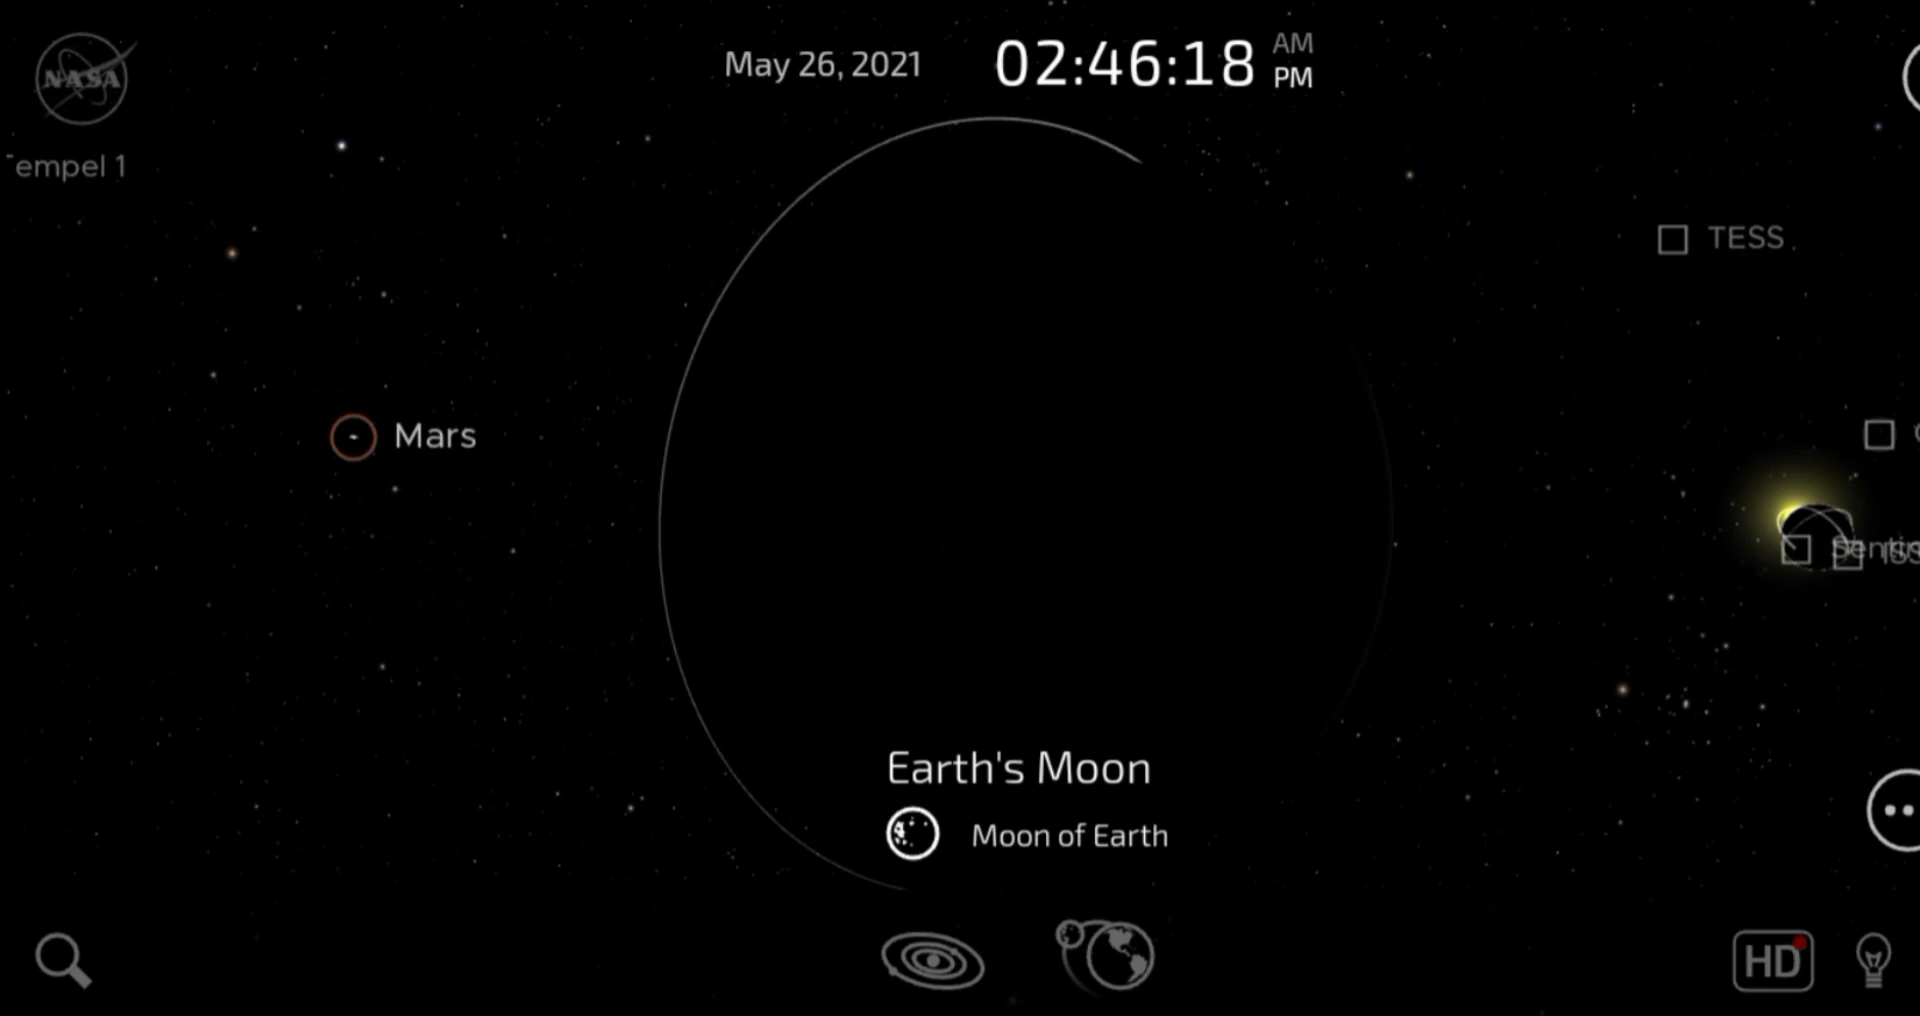 NASA
May 26, 2021
02:46:18
AM
PM
empel 1
TESS
Mars
Earth's Moon
Moon of Earth
HD